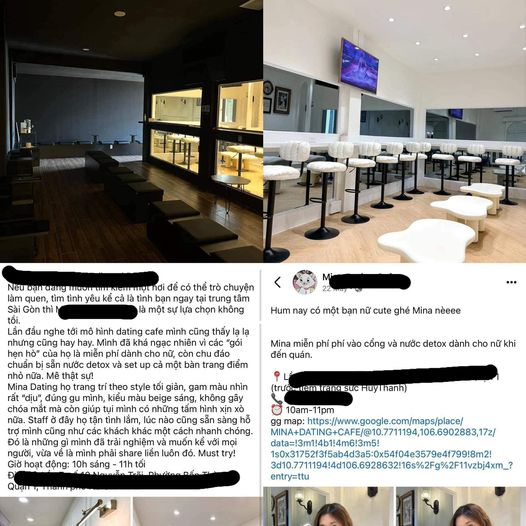 Nếu bạn đang muốn tìm kiếm một nơi để có thể trò chuyện
làm quen, tìm tình yêu kể cả là tình bạn ngay tại trung tâm
Sài Gòn thì là một sự lựa chọn không
tồi.
Lần đầu nghe tới mô hình dating cafe mình cũng thấy lạ lạ
nhưng cũng hay hay. Mình đã khá ngạc nhiên vì các “gói
hẹn hò” của họ là miễn phí dành cho nữ, còn chu đáo
chuẩn bị sẵn nước detox và set up cả một bàn trang điểm
nhỏ nữa. Mê thật sự!
Mina Dating họ trang trí theo style tối giản, gam màu nhìn
rất “dịu”, đúng gu mình, kiểu màu beige sáng, không gây
chóa mắt mà còn giúp tụi mình có những tấm hình xịn xò
nữa. Staff ở đây họ tận tình lắm, lúc nào cũng sẵn sàng hỗ
trợ mình cũng như các khách khác một cách nhanh chóng.
Đó là những gì mình đã trải nghiệm và muốn kể với mọi
người, vừa về là mình phải share liền luôn đó. Must try!
Giờ hoạt động: 10h sáng - 11h tối
Nguyễn Trãi, Phường Bến
Quận 1,
22
Hum nay có một bạn nữ cute ghé Mina nèeee
Mina miễn phí phí vào cổng và nước detox dành cho nữ khi
đến quán.
(trước tiệm trang sức HuyThanh)
10am-11pm
gg map: https://www.google.com/maps/place/
MINA+DATING+CAFE/@10.7711194,106.6902883,17z/
data=!3m1!4b1!4m6!3m5!
1s0x31752f3f5ab4d3a5:0x54f04e3579e4f799!8m2!
3d10.7711194!4d106.6928632!16s%2Fg%2F11vzbj4xm_?
entry=ttu